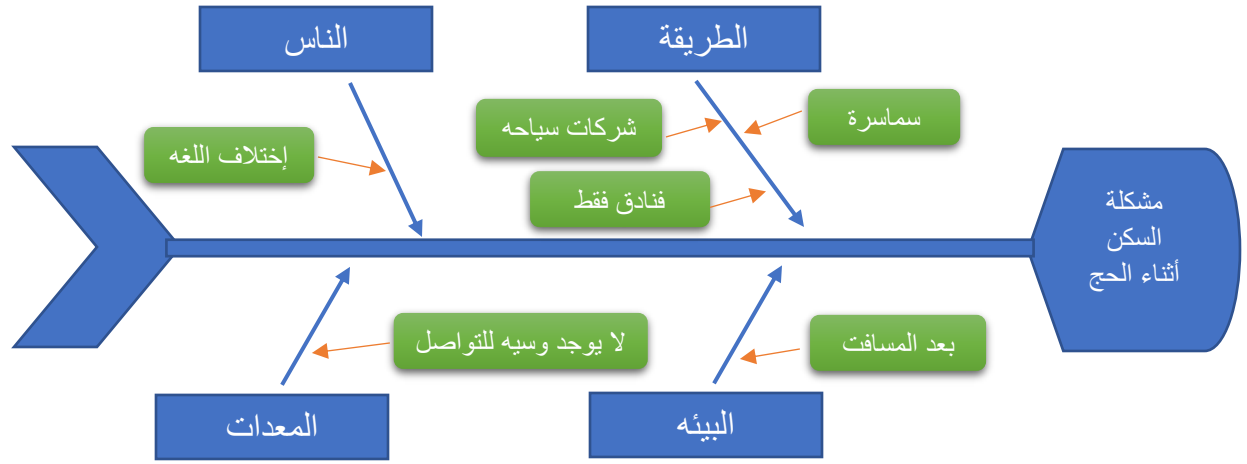 الطريقة
الناس
سماسرة
شركات سياحه
إختلاف اللغه
فنادق فقط
مشكلة
السكن
أثناء الحج
بعد المسافت
لا يوجد وسيه للتواصل
البيئه
المعدات